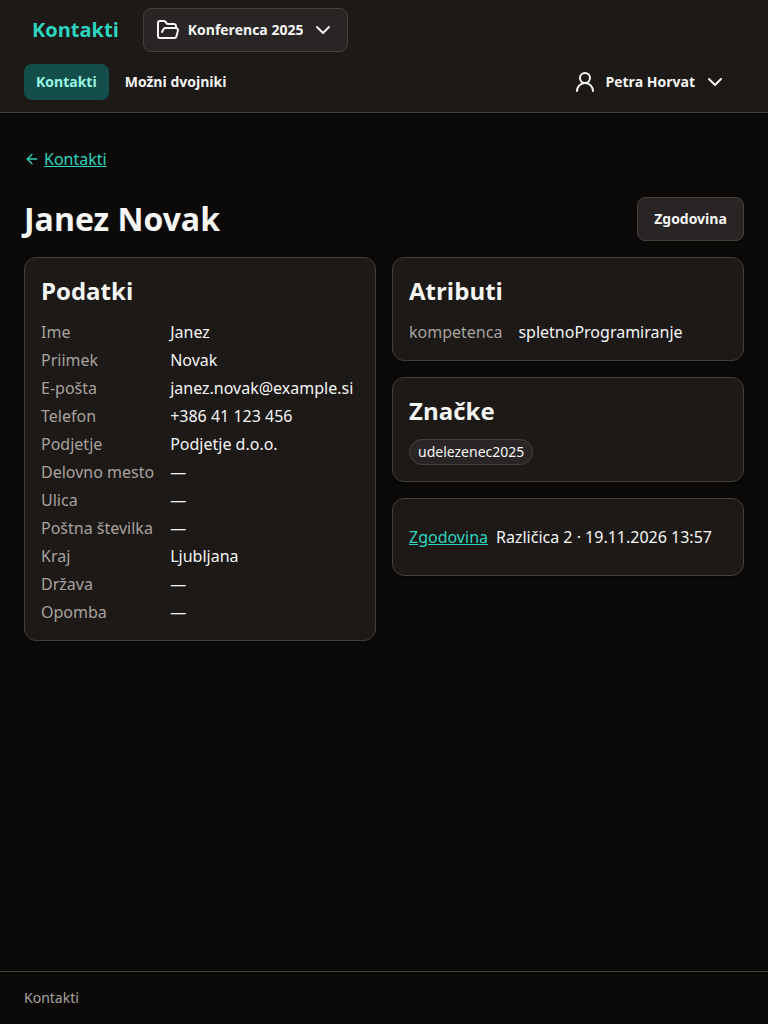 Kontakti
Konferenca 2025
Kontakti
Možni dvojniki
Petra Horvat
← Kontakti
Janez Novak
Zgodovina
Podatki
Ime Janez
Priimek Novak
E-pošta janez.novak@example.si
Telefon +386 41 123 456
Podjetje Podjetje d.o.o.
Delovno mesto —
Ulica —
Poštna številka —
Kraj Ljubljana
Država —
Opomba —
Atributi
kompetenca spletnoProgramiranje
Značke
udelezenec2025
Zgodovina Različica 2 · 19.11.2026 13:57
Kontakti